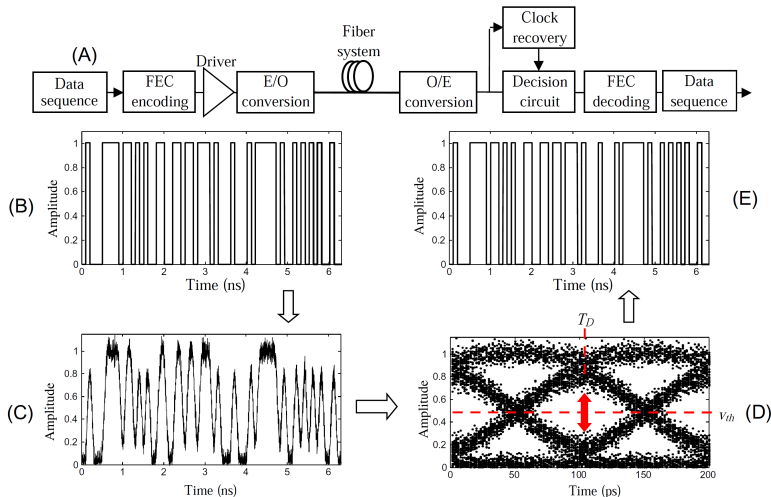 (A)
Data
sequence
FEC
encoding
Driver
E/O
conversion
Fiber
system
O/E
conversion
Clock
recovery
Decision
circuit
FEC
decoding
Data
sequence
(B)
Amplitude
1
0.8
0.6
0.4
0.2
0
0 1 2 3 4 5 6
Time (ns)
(E)
Amplitude
1
0.8
0.6
0.4
0.2
0
0 1 2 3 4 5 6
Time (ns)
(C)
Amplitude
1
0.8
0.6
0.4
0.2
0
0 1 2 3 4 5 6
Time (ns)
T_D
(D)
Amplitude
1
0.8
0.6
0.4
0.2
0
v_th
0 50 100 150 200
Time (ps)